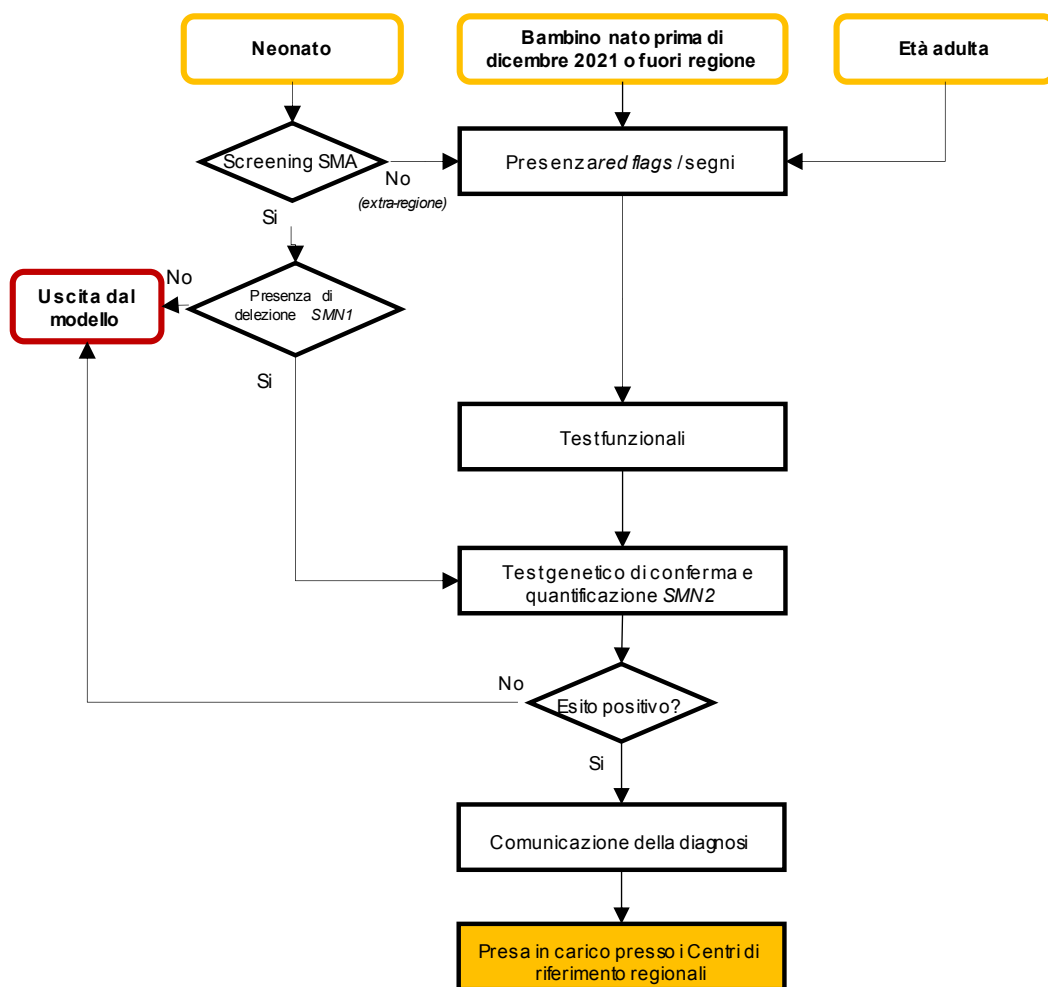 Neonato
Bambino nato prima di
dicembre 2021 o fuori regione
Età adulta
Screening SMA
No
(extra-regione)
Presenza red flags / segni
Si
Uscita dal
modello
No
Presenza di
delezione SMN1
Si
Test funzionali
Test genetico di conferma e
quantificazione SMN2
No
Esito positivo?
Si
Comunicazione della diagnosi
Presa in carico presso i Centri di
riferimento regionali